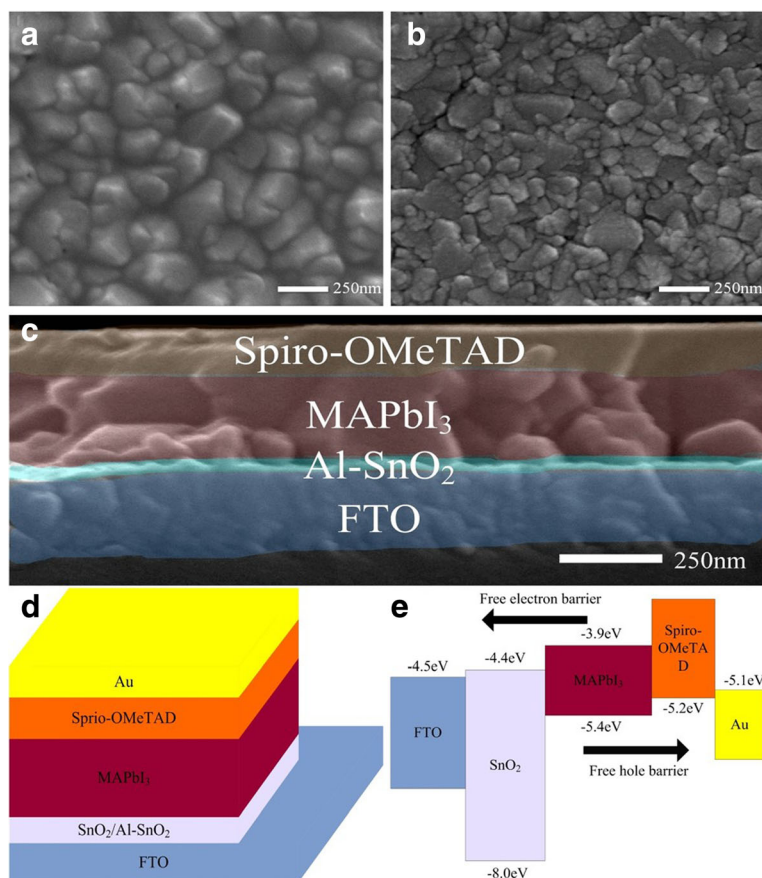 a
b
250nm
250nm
c
Spiro-OMeTAD
MAPbI₃
Al-SnO₂
FTO
250nm
d
Au
Sprio-OMeTAD
MAPbI₃
SnO₂/Al-SnO₂
FTO
e
Free electron barrier
-3.9eV
-4.5eV
-4.4eV
Spiro-
OMeTA
D
MAPbI₃
-5.1eV
-5.4eV
-5.2eV
FTO
Au
SnO₂
Free hole barrier
-8.0eV